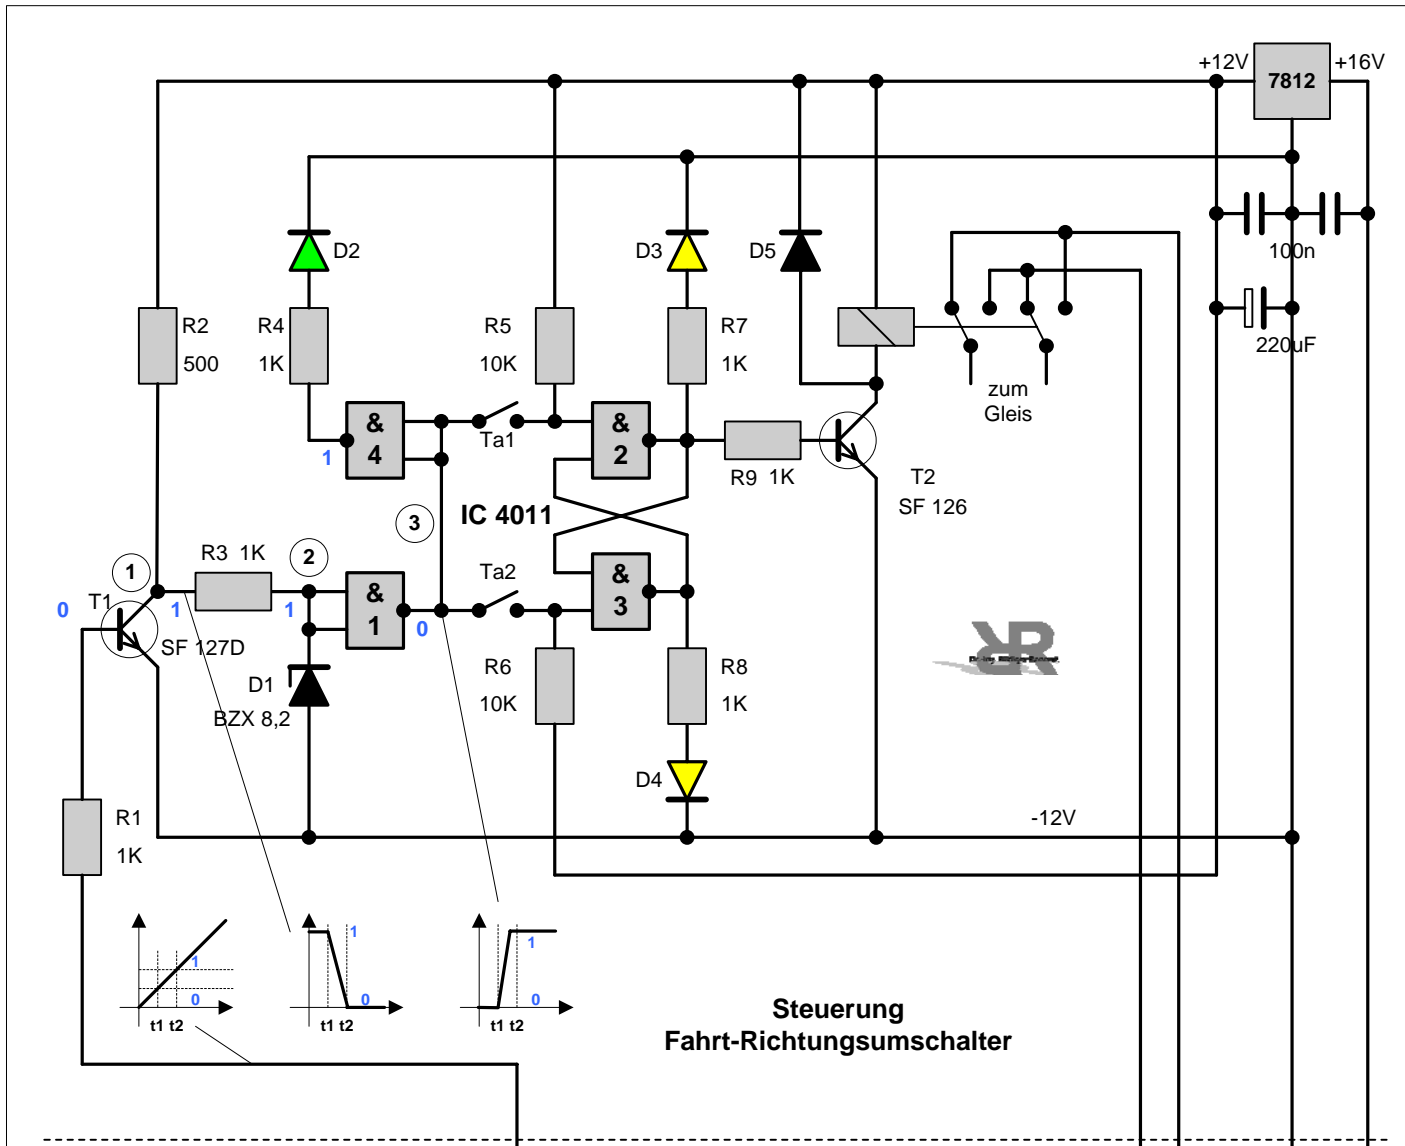 +12V
7812
+16V
D2
D3
D5
100n
R2
500
R4
1K
R5
10K
R7
1K
220uF
zum
Gleis
&
4
1
Ta1
&
2
R9 1K
T2
SF 126
3
IC 4011
1
R3 1K
2
Ta2
&
3
0
T1
1
1
&
1
0
SF 127D
D1
BZX 8,2
R6
10K
R8
1K
D4
-12V
R1
1K
1
0
t1 t2
1
0
t1 t2
1
0
t1 t2
Steuerung
Fahrt-Richtungsumschalter
RR